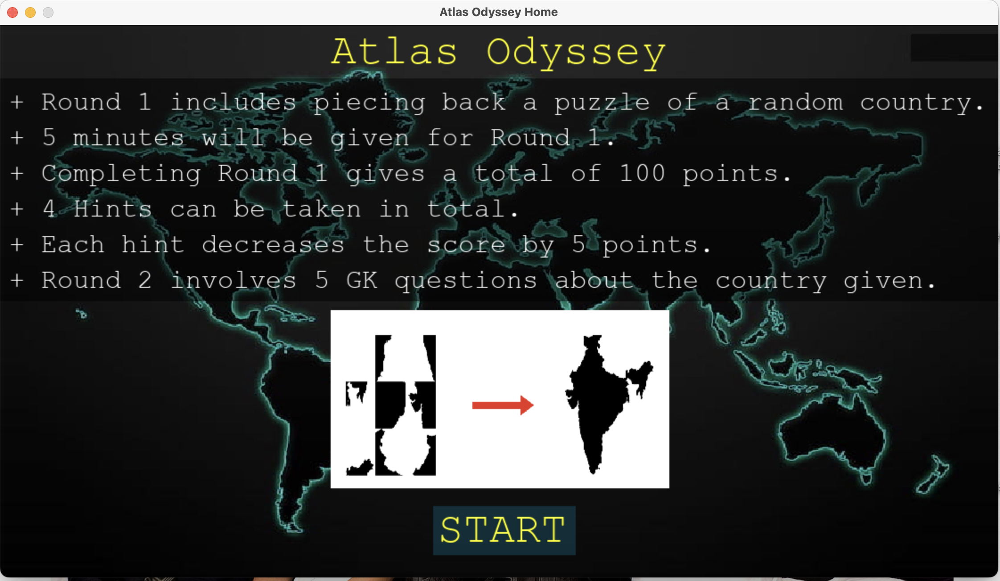 Atlas Odyssey Home
Atlas Odyssey
+ Round 1 includes piecing back a puzzle of a random country.
+ 5 minutes will be given for Round 1.
+ Completing Round 1 gives a total of 100 points.
+ 4 Hints can be taken in total.
+ Each hint decreases the score by 5 points.
+ Round 2 involves 5 GK questions about the country given.
START